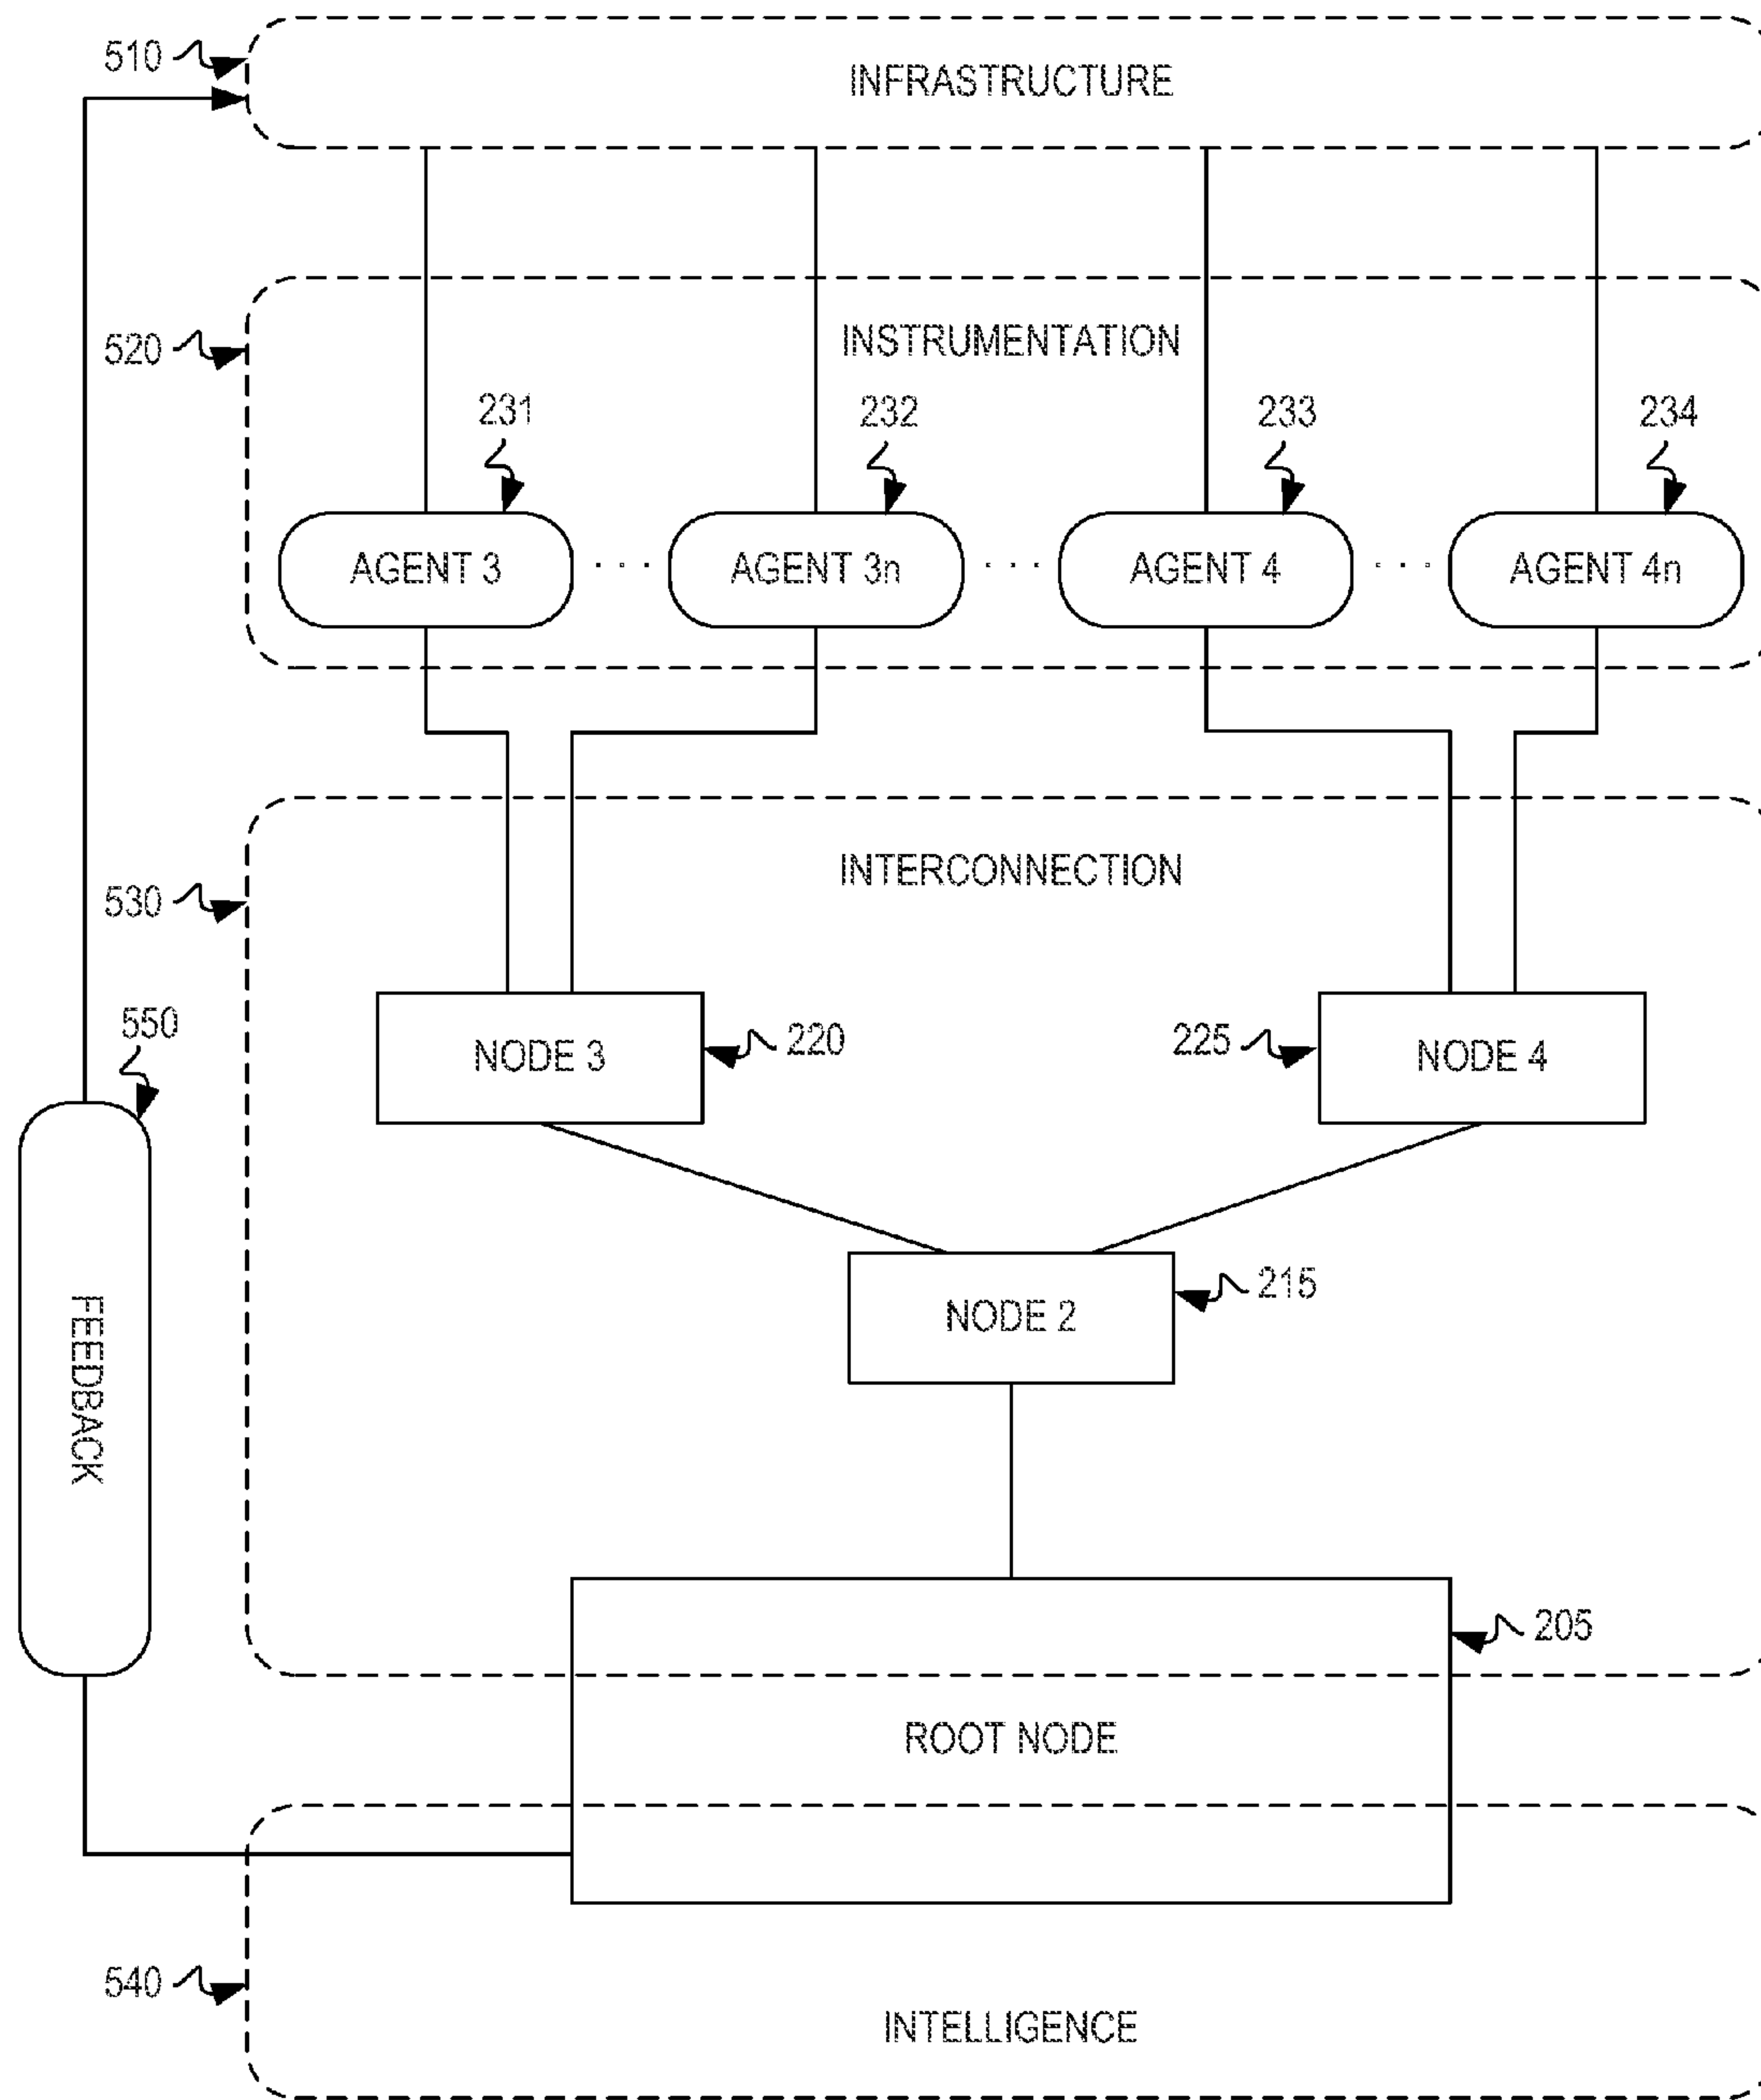 510
INFRASTRUCTURE
520
INSTRUMENTATION
231
232
233
234
AGENT 3
. . .
AGENT 3n
. . .
AGENT 4
. . .
AGENT 4n
530
INTERCONNECTION
550
NODE 3
220
225
NODE 4
FEEDBACK
NODE 2
215
205
ROOT NODE
540
INTELLIGENCE